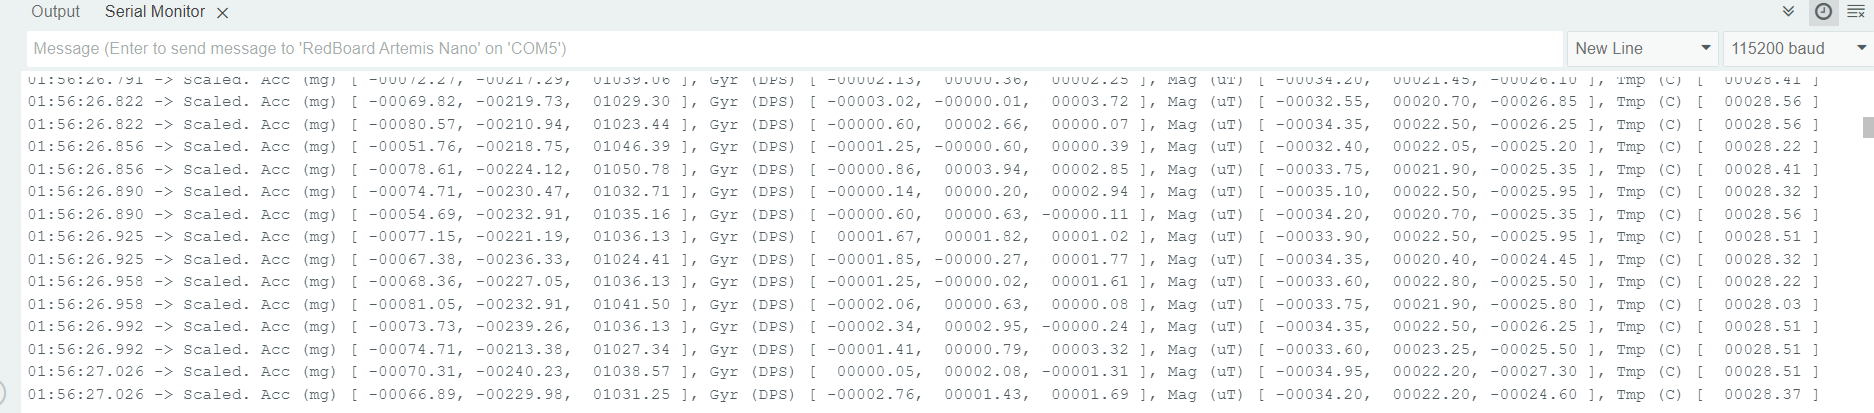 Output Serial Monitor
Message (Enter to send message to 'RedBoard Artemis Nano' on 'COM5') New Line 115200 baud
01:56:26.791 -> Scaled. Acc (mg) [ -00072.27, -00217.29,  01039.06 ], Gyr (DPS) [ -00002.13,  00000.36,  00002.25 ], Mag (uT) [ -00034.20,  00021.45, -00026.10 ], Tmp (C) [  00028.41 ]
01:56:26.822 -> Scaled. Acc (mg) [ -00069.82, -00219.73,  01029.30 ], Gyr (DPS) [ -00003.02, -00000.01,  00003.72 ], Mag (uT) [ -00032.55,  00020.70, -00026.85 ], Tmp (C) [  00028.56 ]
01:56:26.822 -> Scaled. Acc (mg) [ -00080.57, -00210.94,  01023.44 ], Gyr (DPS) [ -00000.60,  00002.66,  00000.07 ], Mag (uT) [ -00034.35,  00022.50, -00026.25 ], Tmp (C) [  00028.56 ]
01:56:26.856 -> Scaled. Acc (mg) [ -00051.76, -00218.75,  01046.39 ], Gyr (DPS) [ -00001.25, -00000.60,  00000.39 ], Mag (uT) [ -00032.40,  00022.05, -00025.20 ], Tmp (C) [  00028.22 ]
01:56:26.856 -> Scaled. Acc (mg) [ -00078.61, -00224.12,  01050.78 ], Gyr (DPS) [ -00000.86,  00003.94,  00002.85 ], Mag (uT) [ -00033.75,  00021.90, -00025.35 ], Tmp (C) [  00028.41 ]
01:56:26.890 -> Scaled. Acc (mg) [ -00074.71, -00230.47,  01032.71 ], Gyr (DPS) [ -00000.14,  00000.20,  00002.94 ], Mag (uT) [ -00035.10,  00022.50, -00025.95 ], Tmp (C) [  00028.32 ]
01:56:26.890 -> Scaled. Acc (mg) [ -00054.69, -00232.91,  01035.16 ], Gyr (DPS) [ -00000.60,  00000.63, -00000.11 ], Mag (uT) [ -00034.20,  00020.70, -00025.35 ], Tmp (C) [  00028.56 ]
01:56:26.925 -> Scaled. Acc (mg) [ -00077.15, -00221.19,  01036.13 ], Gyr (DPS) [  00001.67,  00001.82,  00001.02 ], Mag (uT) [ -00033.90,  00022.50, -00025.95 ], Tmp (C) [  00028.51 ]
01:56:26.925 -> Scaled. Acc (mg) [ -00067.38, -00236.33,  01024.41 ], Gyr (DPS) [ -00001.85, -00000.27,  00001.77 ], Mag (uT) [ -00034.35,  00020.40, -00024.45 ], Tmp (C) [  00028.32 ]
01:56:26.958 -> Scaled. Acc (mg) [ -00068.36, -00227.05,  01036.13 ], Gyr (DPS) [ -00001.25, -00000.02,  00001.61 ], Mag (uT) [ -00033.60,  00022.80, -00025.50 ], Tmp (C) [  00028.22 ]
01:56:26.958 -> Scaled. Acc (mg) [ -00081.05, -00232.91,  01041.50 ], Gyr (DPS) [ -00002.06,  00000.63,  00000.08 ], Mag (uT) [ -00033.75,  00021.90, -00025.80 ], Tmp (C) [  00028.03 ]
01:56:26.992 -> Scaled. Acc (mg) [ -00073.73, -00239.26,  01036.13 ], Gyr (DPS) [ -00002.34,  00002.95, -00000.24 ], Mag (uT) [ -00034.35,  00022.50, -00026.25 ], Tmp (C) [  00028.51 ]
01:56:26.992 -> Scaled. Acc (mg) [ -00074.71, -00213.38,  01027.34 ], Gyr (DPS) [ -00001.41,  00000.79,  00003.32 ], Mag (uT) [ -00033.60,  00023.25, -00025.50 ], Tmp (C) [  00028.51 ]
01:56:27.026 -> Scaled. Acc (mg) [ -00070.31, -00240.23,  01038.57 ], Gyr (DPS) [  00000.05,  00002.08, -00001.31 ], Mag (uT) [ -00034.95,  00022.20, -00027.30 ], Tmp (C) [  00028.51 ]
01:56:27.026 -> Scaled. Acc (mg) [ -00066.89, -00229.98,  01031.25 ], Gyr (DPS) [ -00002.76,  00001.43,  00001.69 ], Mag (uT) [ -00034.20,  00022.20, -00024.60 ], Tmp (C) [  00028.37 ]